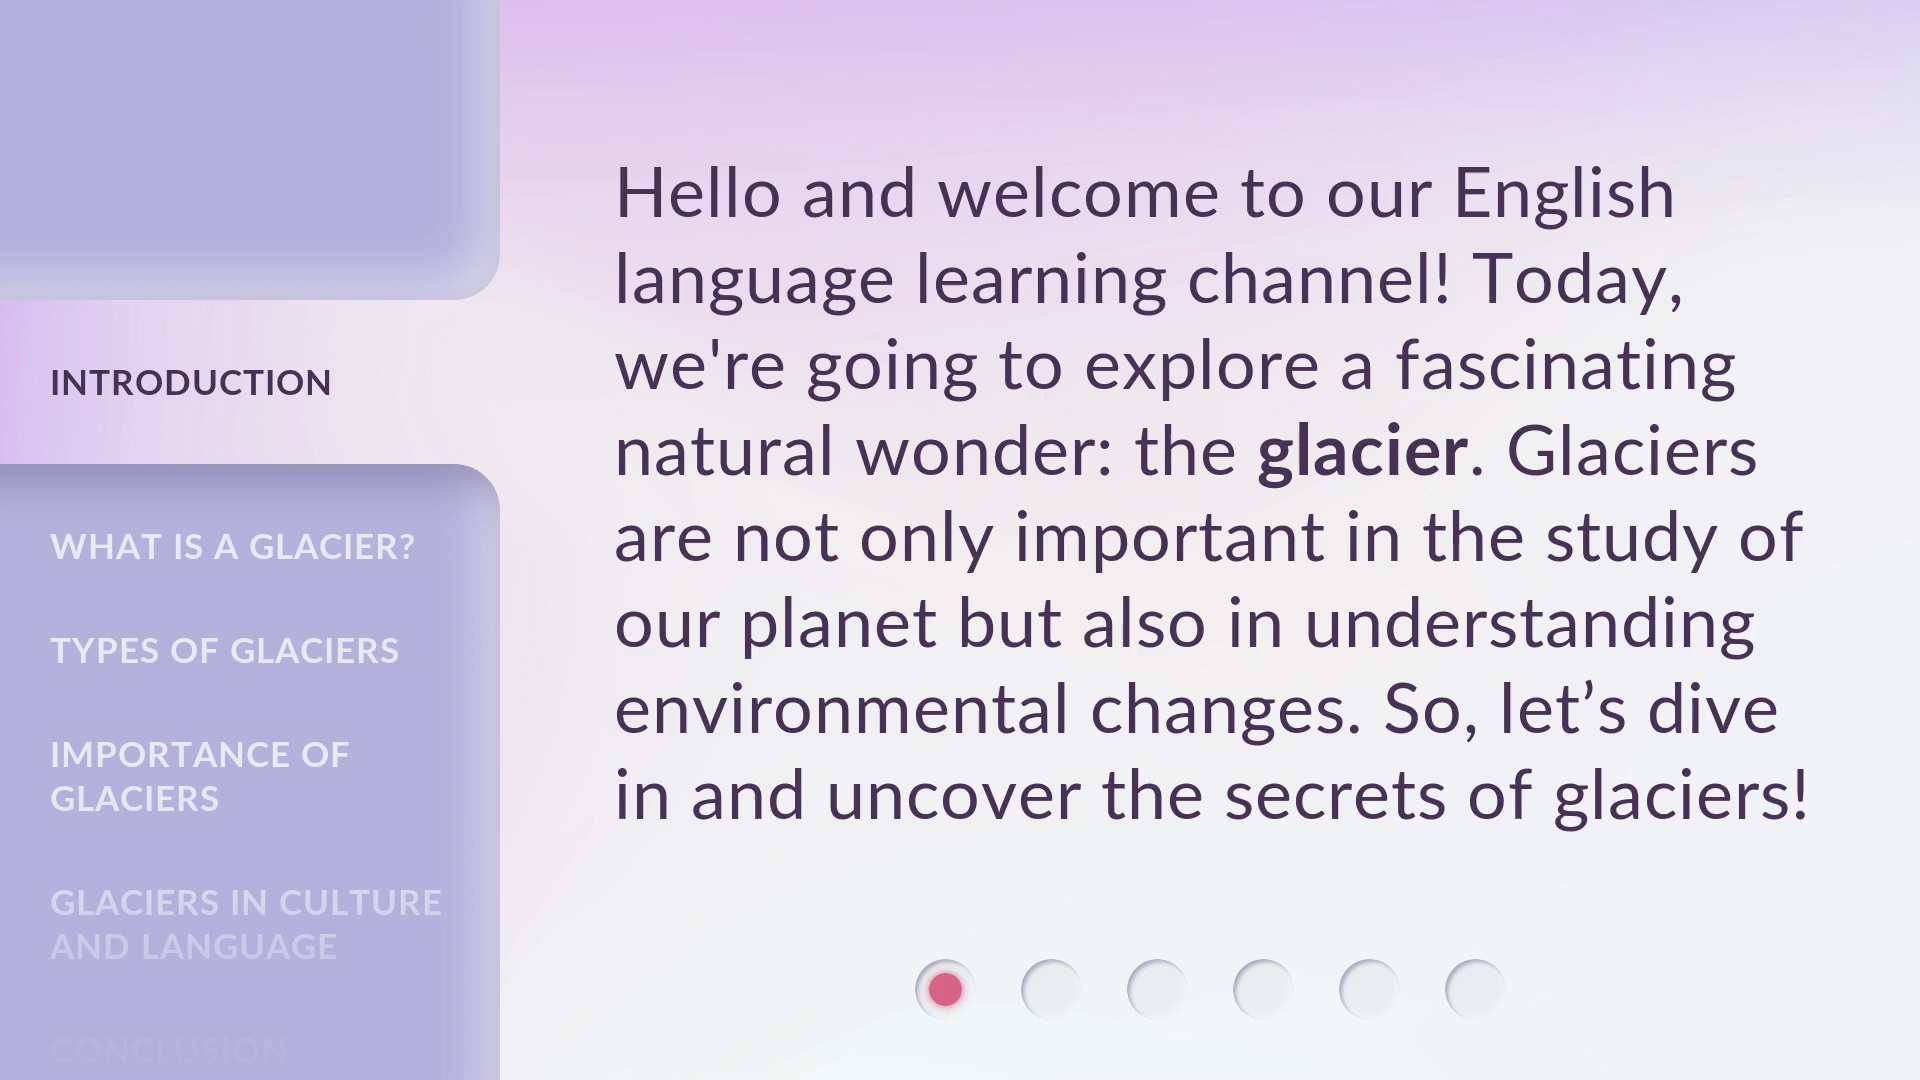 INTRODUCTION
WHAT IS A GLACIER?
TYPES OF GLACIERS
IMPORTANCE OF
GLACIERS
GLACIERS IN CULTURE
AND LANGUAGE
CONCLUSION
Hello and welcome to our English
language learning channel! Today,
we're going to explore a fascinating
natural wonder: the glacier. Glaciers
are not only important in the study of
our planet but also in understanding
environmental changes. So, let’s dive
in and uncover the secrets of glaciers!